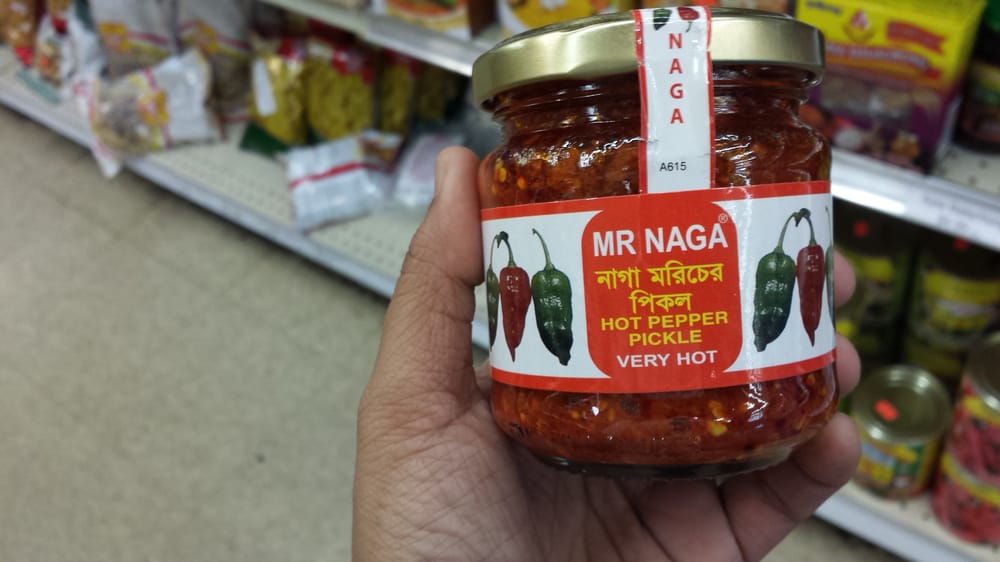 NAGA
A615
MR NAGA®
নাগা মরিচের
পিকল
HOT PEPPER
PICKLE
VERY HOT